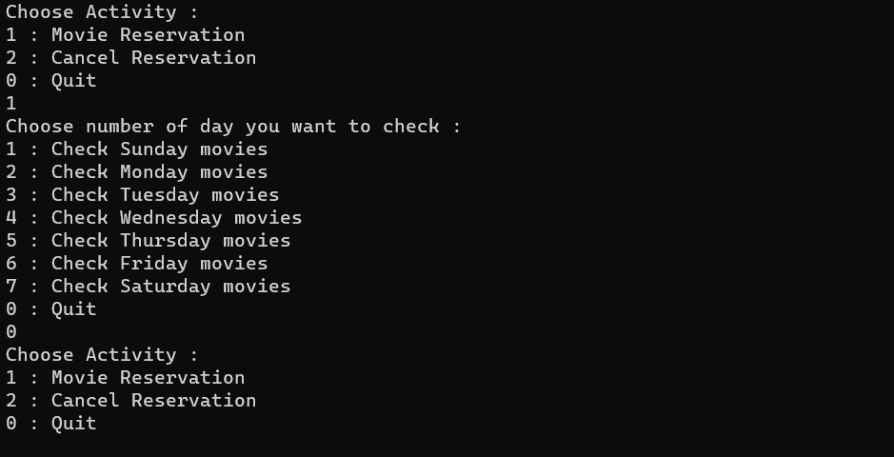 Choose Activity :
1 : Movie Reservation
2 : Cancel Reservation
0 : Quit
1
Choose number of day you want to check :
1 : Check Sunday movies
2 : Check Monday movies
3 : Check Tuesday movies
4 : Check Wednesday movies
5 : Check Thursday movies
6 : Check Friday movies
7 : Check Saturday movies
0 : Quit
0
Choose Activity :
1 : Movie Reservation
2 : Cancel Reservation
0 : Quit